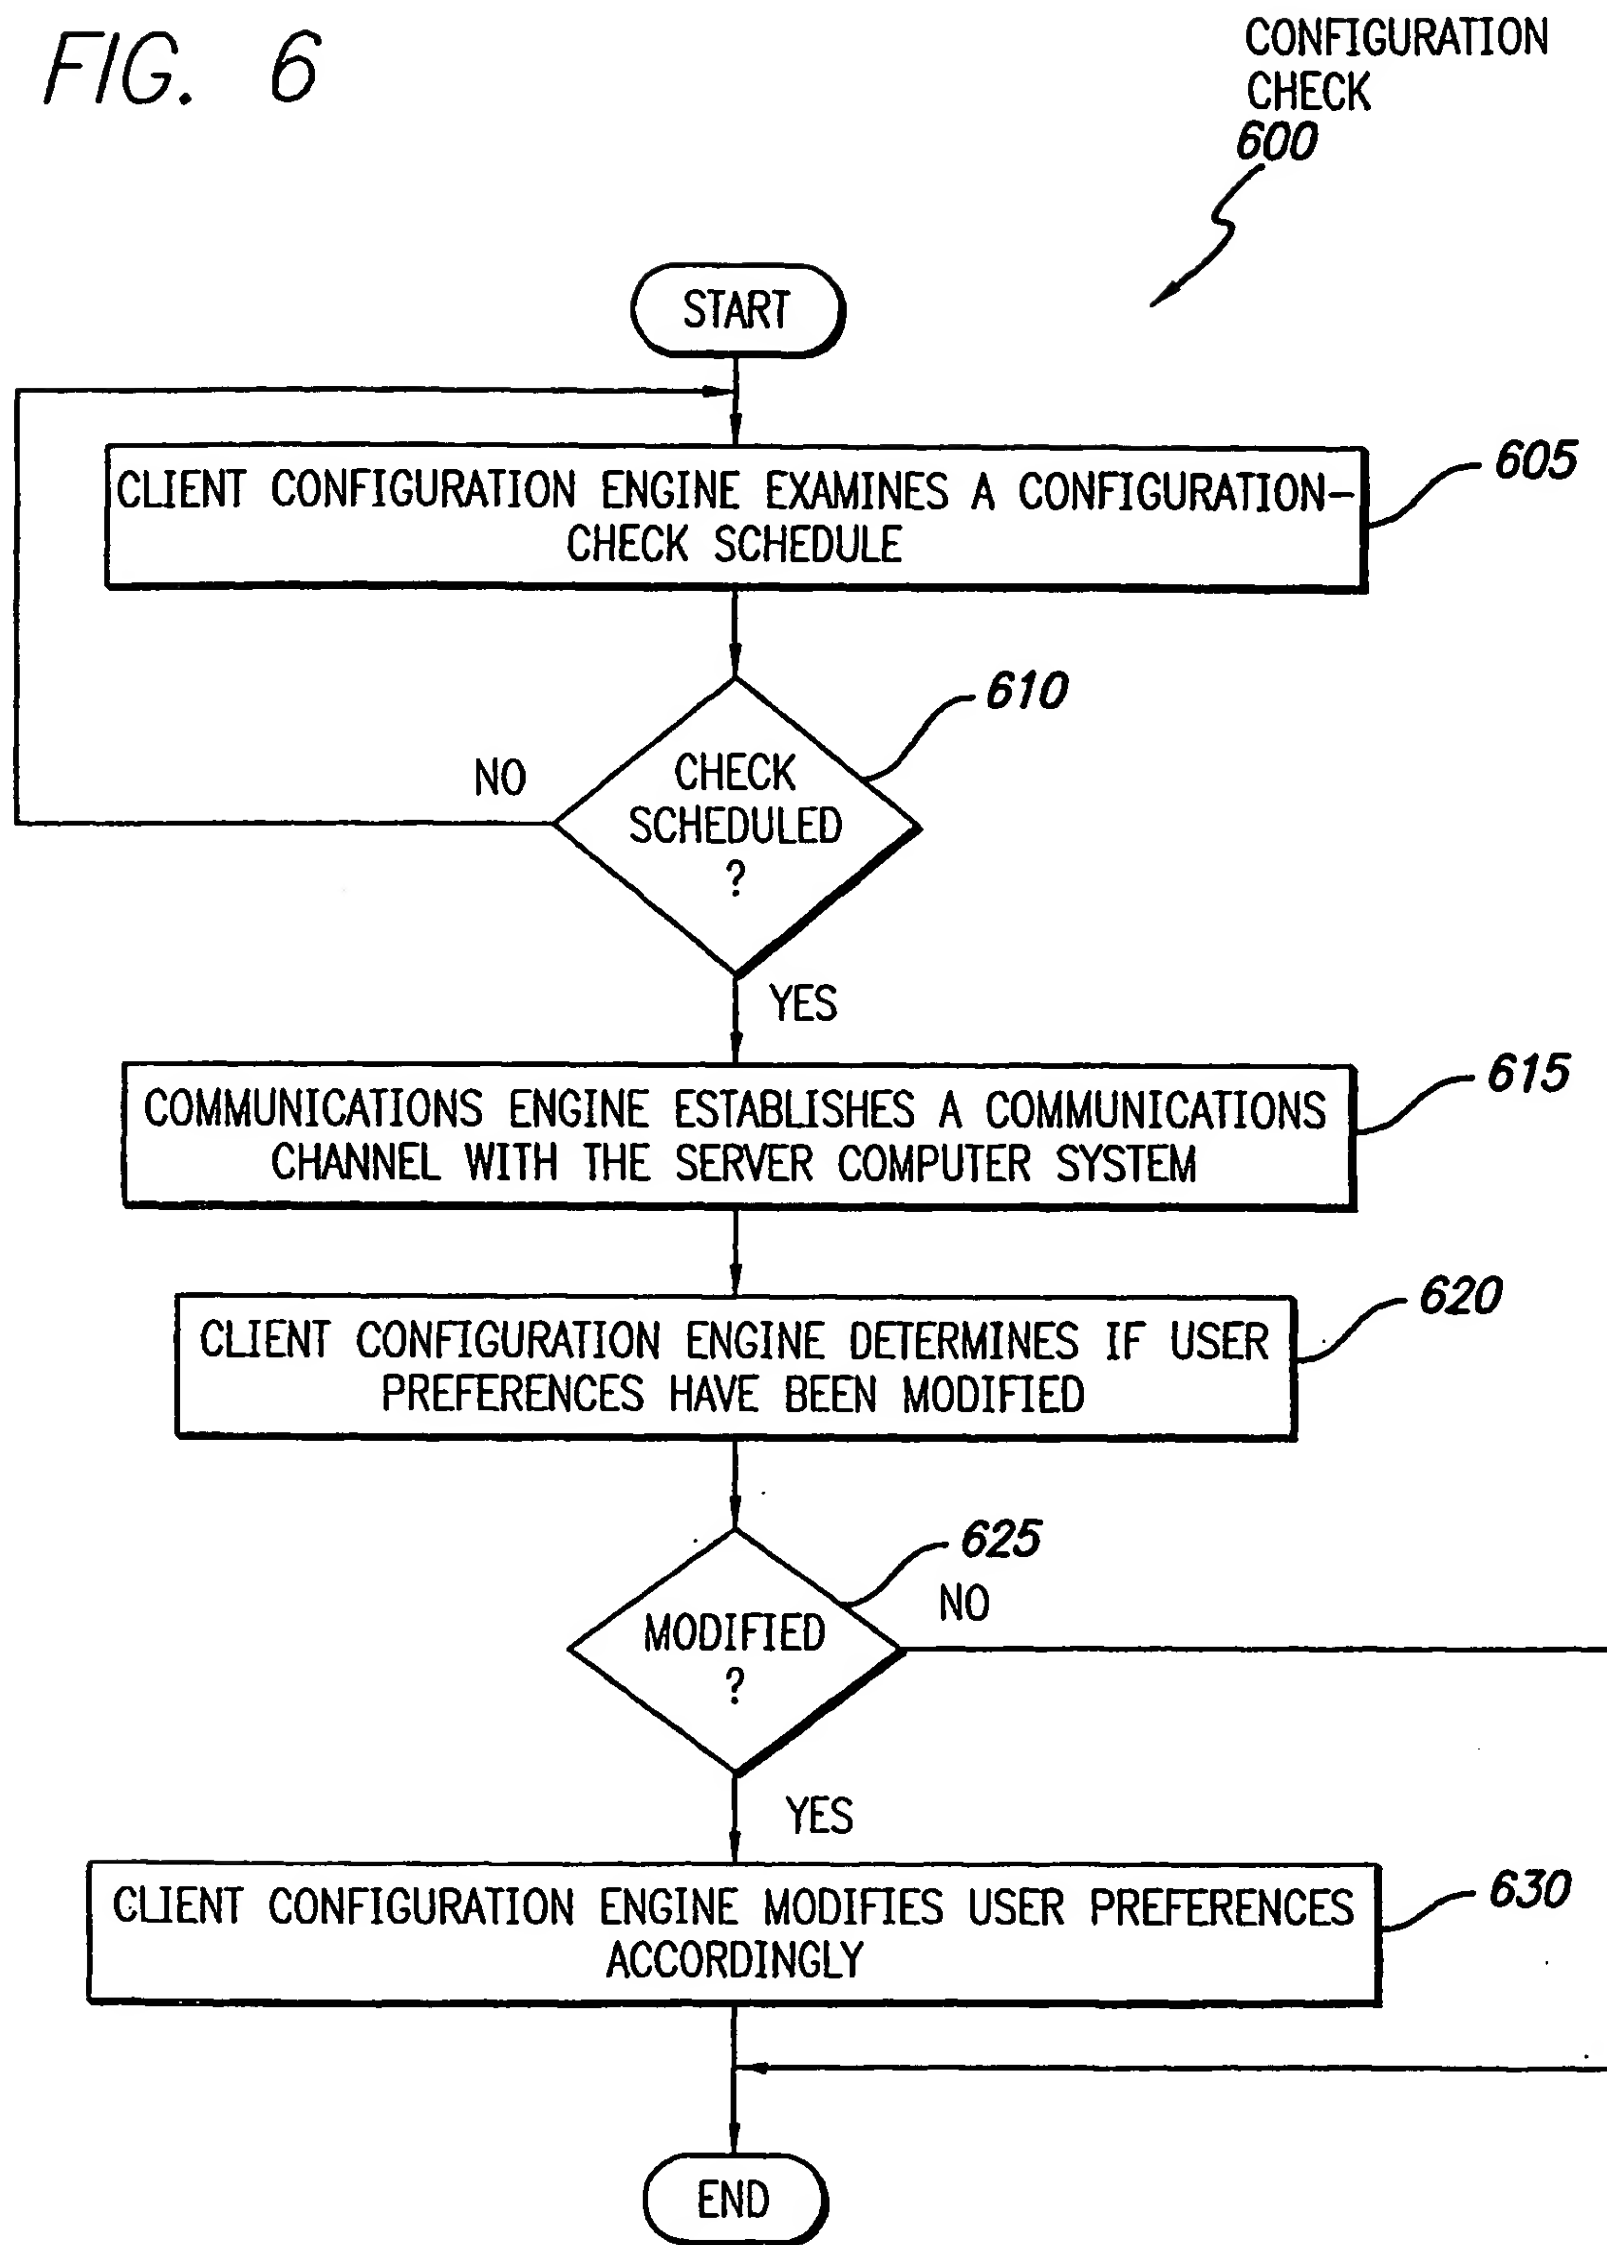 FIG. 6
CONFIGURATION
CHECK
600
START
CLIENT CONFIGURATION ENGINE EXAMINES A CONFIGURATION-
CHECK SCHEDULE
605
610
NO
CHECK
SCHEDULED
?
YES
COMMUNICATIONS ENGINE ESTABLISHES A COMMUNICATIONS
CHANNEL WITH THE SERVER COMPUTER SYSTEM
615
CLIENT CONFIGURATION ENGINE DETERMINES IF USER
PREFERENCES HAVE BEEN MODIFIED
620
625
MODIFIED
?
NO
YES
CLIENT CONFIGURATION ENGINE MODIFIES USER PREFERENCES
ACCORDINGLY
630
END